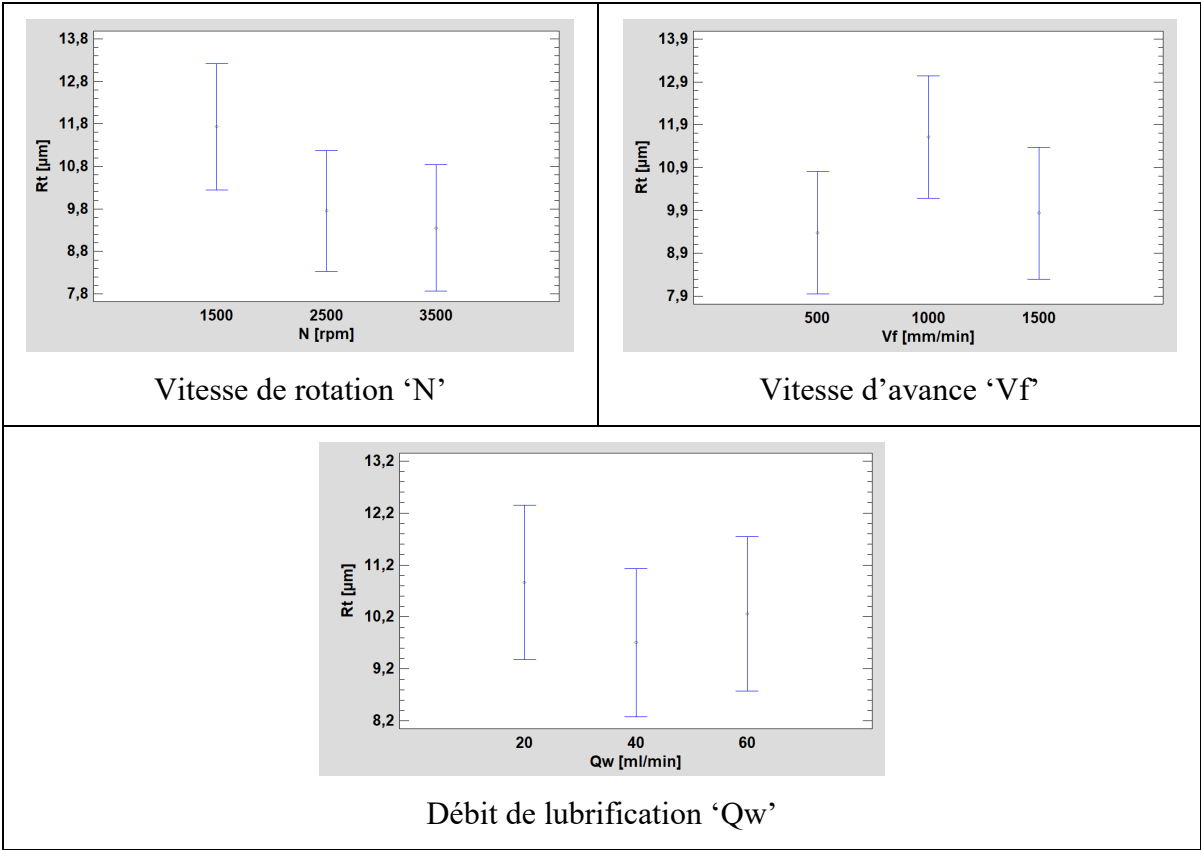 13,8
12,8
11,8
10,8
9,8
8,8
7,8
Rt [µm]
1500 2500 3500
N [rpm]
Vitesse de rotation ‘N’
13,9
12,9
11,9
10,9
9,9
8,9
7,9
Rt [µm]
500 1000 1500
Vf [mm/min]
Vitesse d’avance ‘Vf’
13,2
12,2
11,2
10,2
9,2
8,2
Rt [µm]
20 40 60
Qw [ml/min]
Débit de lubrification ‘Qw’